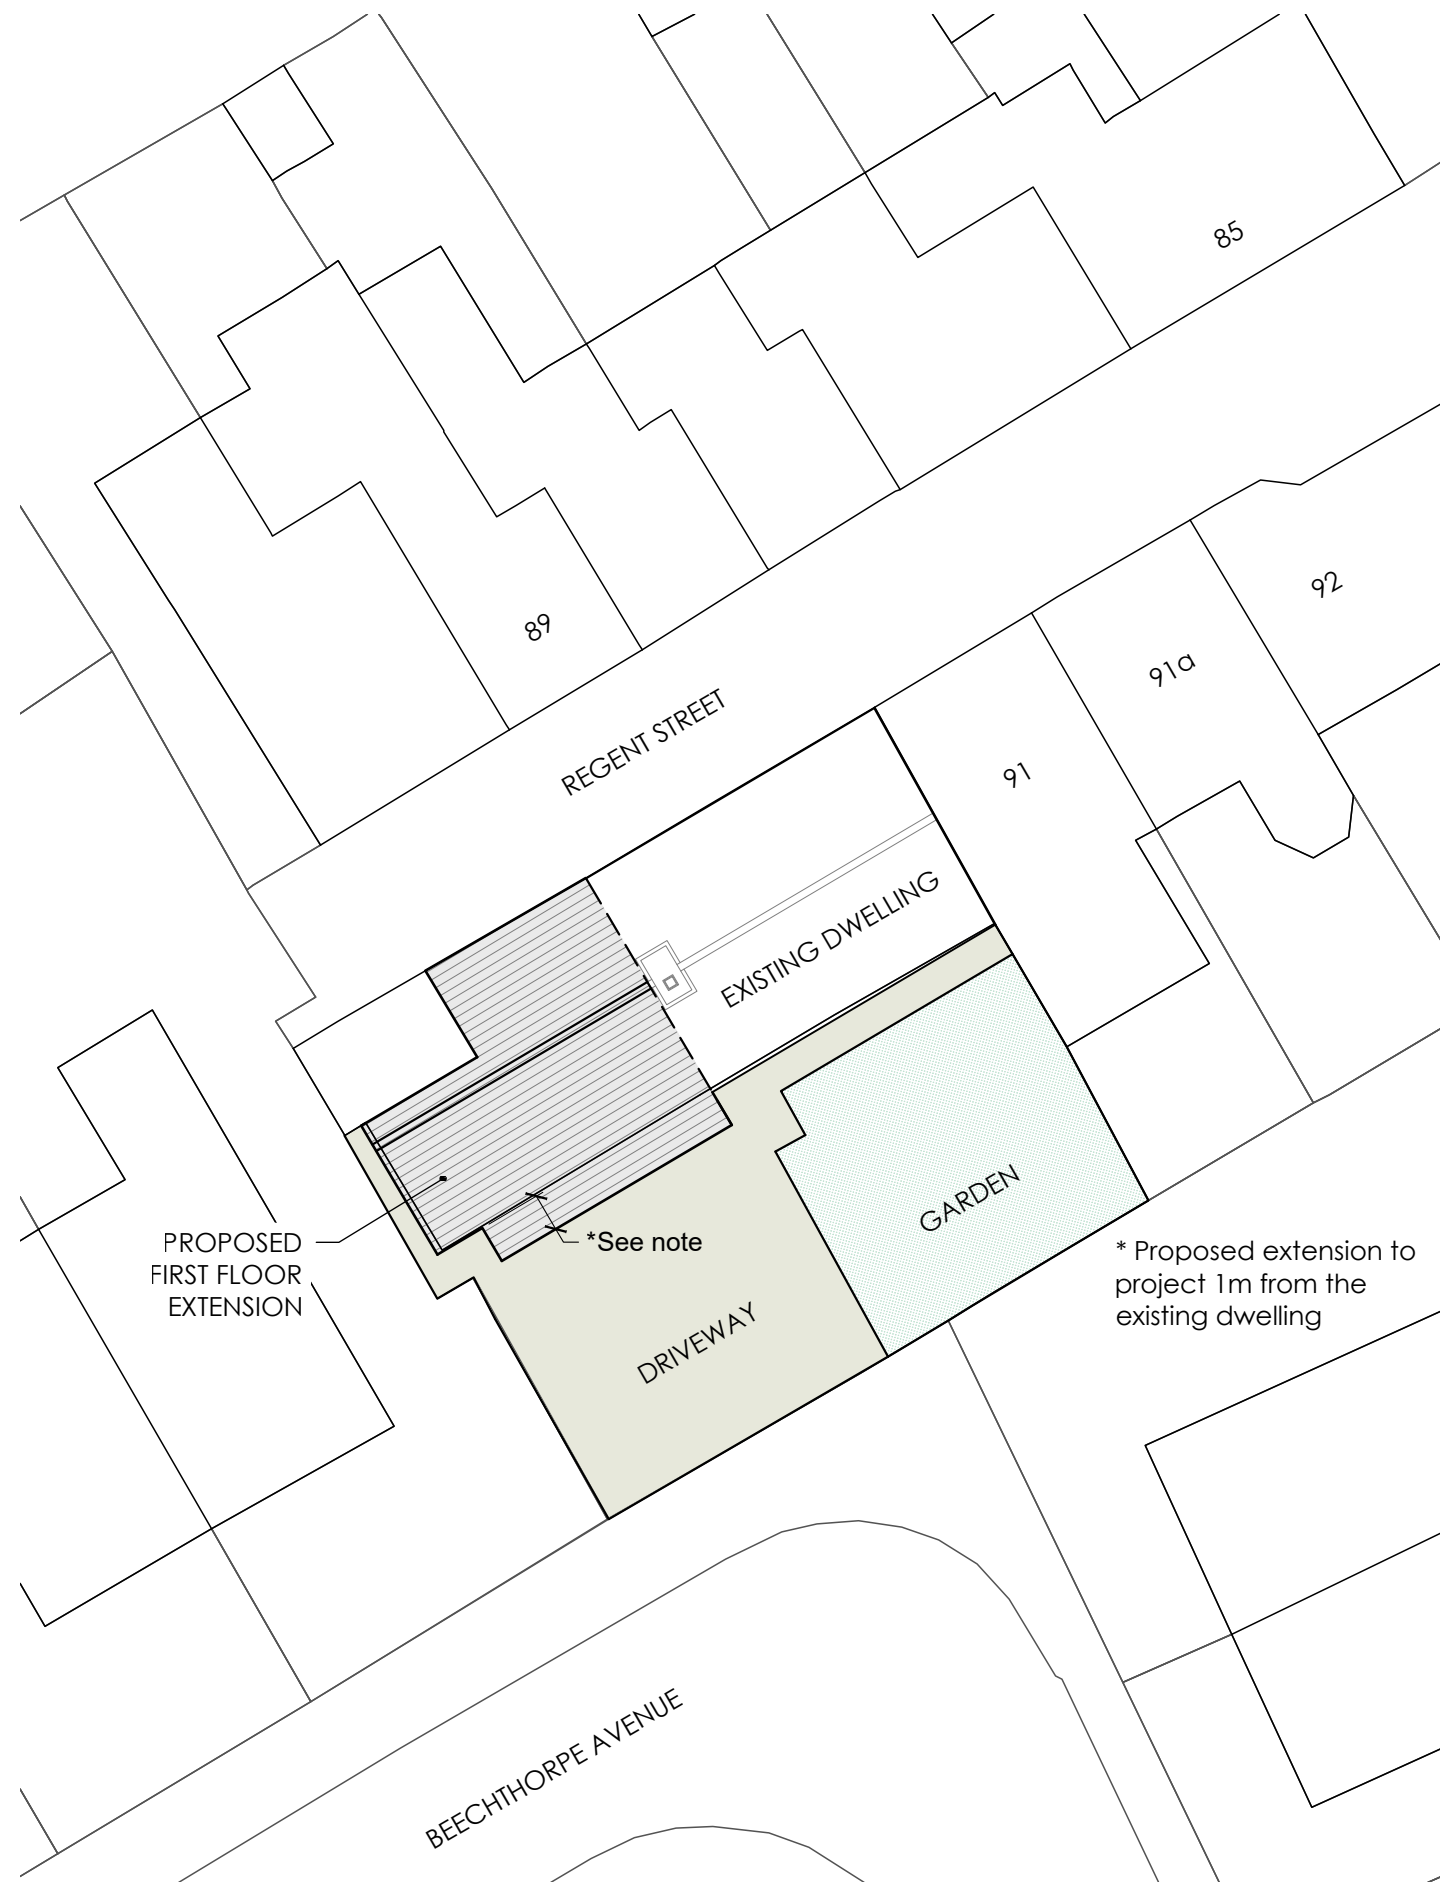 85
92
89
91a
REGENT STREET
91
EXISTING DWELLING
GARDEN
PROPOSED
FIRST FLOOR
EXTENSION
*See note
* Proposed extension to
project 1m from the
existing dwelling
DRIVEWAY
BEECHTHORPE AVENUE